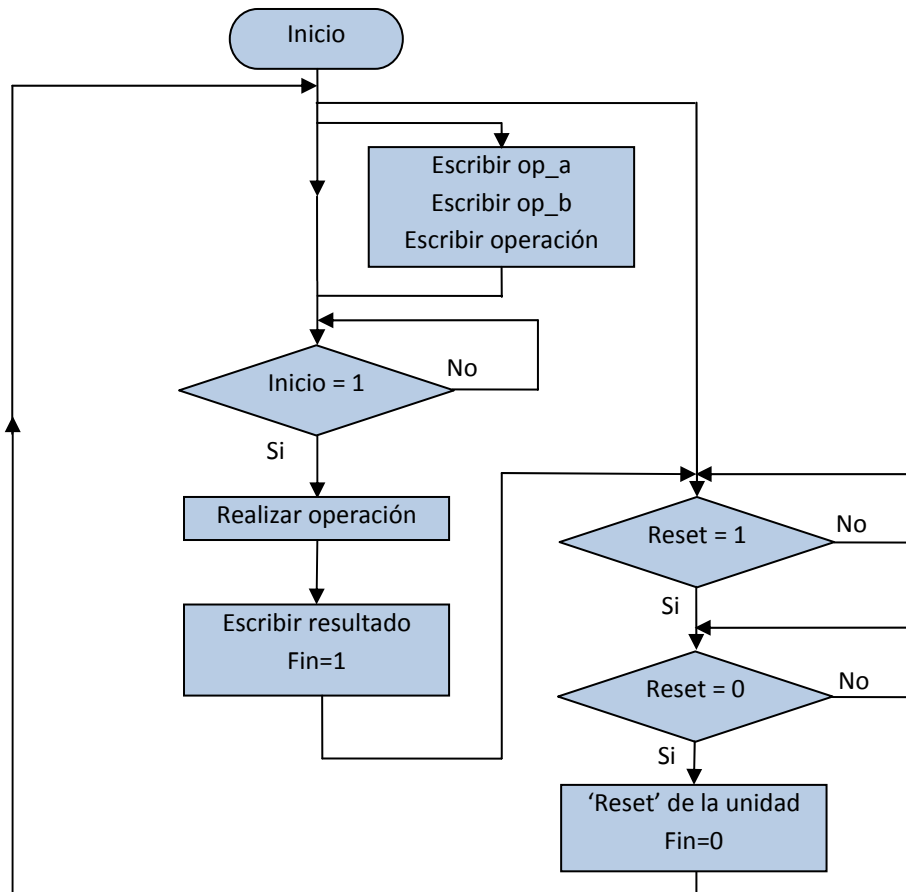 Inicio
Escribir op_a
Escribir op_b
Escribir operación
Inicio = 1
No
Si
Realizar operación
Escribir resultado
Fin=1
Reset = 1
No
Si
Reset = 0
No
Si
‘Reset’ de la unidad
Fin=0